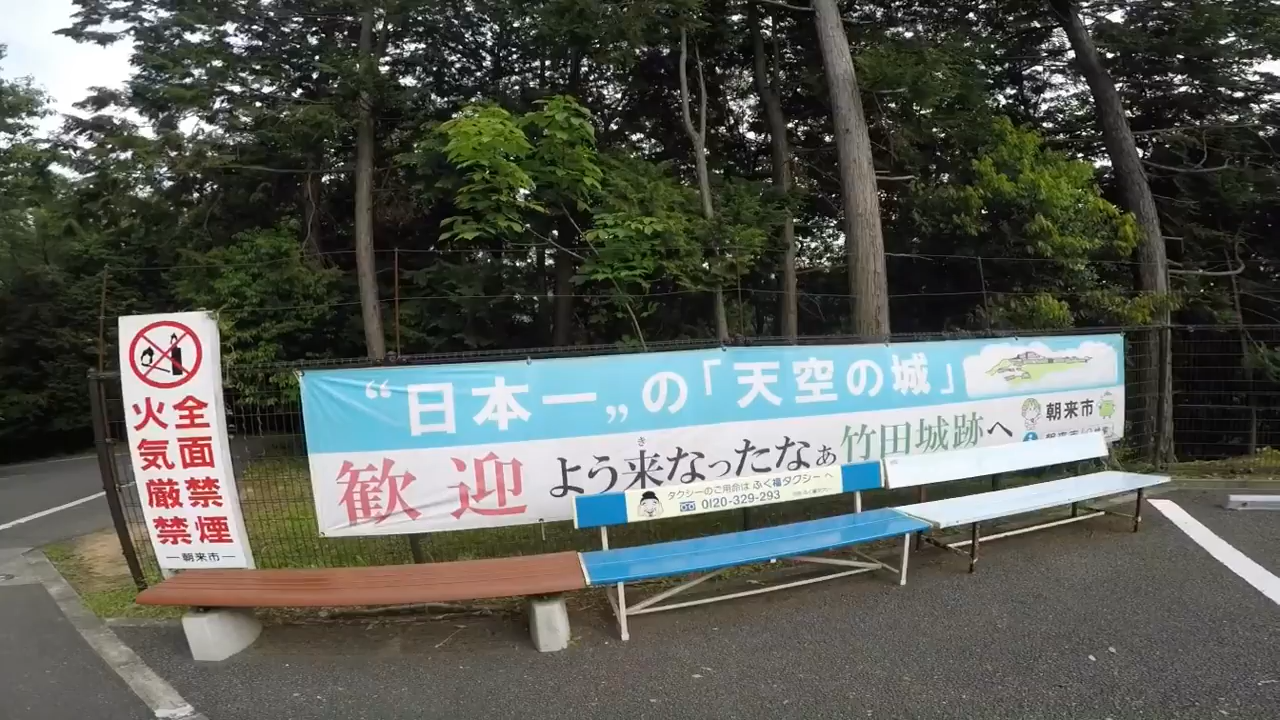 全面禁煙
火気厳禁
—朝来市—
“日本一„の「天空の城」
歓迎 よう来なったなぁ竹田城跡へ
き
朝来市
タクシーのご用命は ふく福タクシー へ
0120-329-293